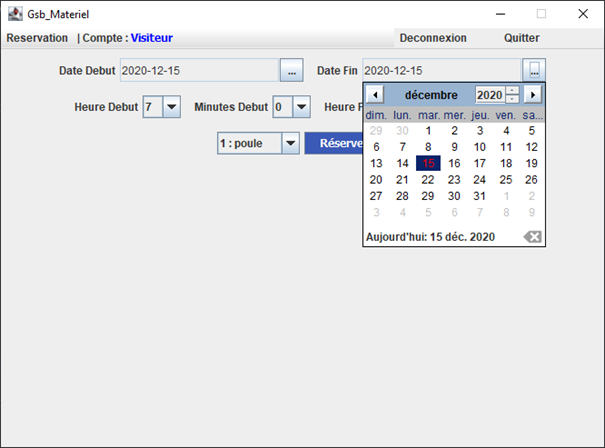 Gsb_Materiel
Reservation | Compte : Visiteur Deconnexion Quitter
Date Debut 2020-12-15 ... Date Fin 2020-12-15 ...
décembre 2020
Heure Debut 7 Minutes Debut 0 Heure F
dim. lun. mar. mer. jeu. ven. sa...
29 30 1 2 3 4 5
1 : poule Réserve
6 7 8 9 10 11 12
13 14 15 16 17 18 19
20 21 22 23 24 25 26
27 28 29 30 31 1 2
3 4 5 6 7 8 9
Aujourd'hui: 15 déc. 2020